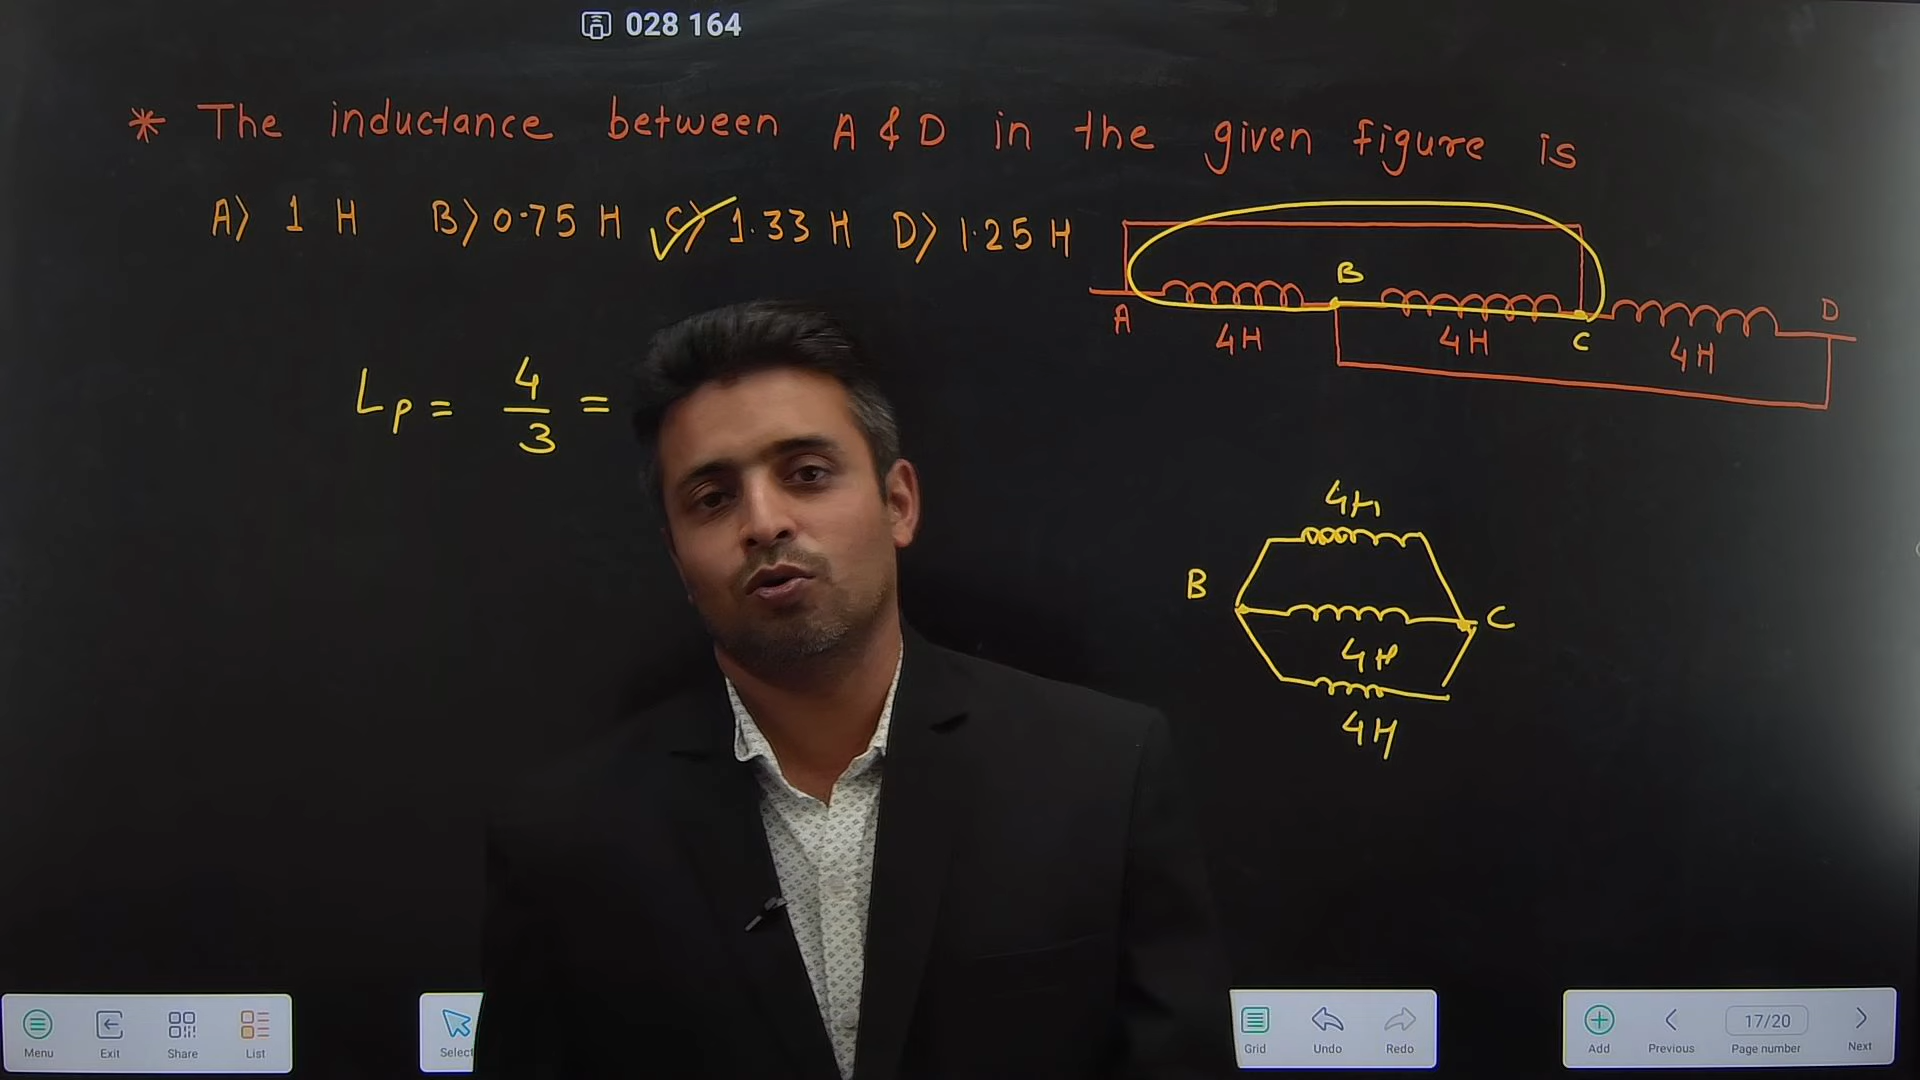 028 164
* The inductance between A & D in the given figure is
A) 1 H B) 0.75 H C) 1.33 H D) 1.25 H
B
D
A
4H
4H
C
4H
Lp = 4/3 =
4H
B
C
4H
4H
Menu Exit Share List Select Grid Undo Redo Add Previous 17/20 Page number Next